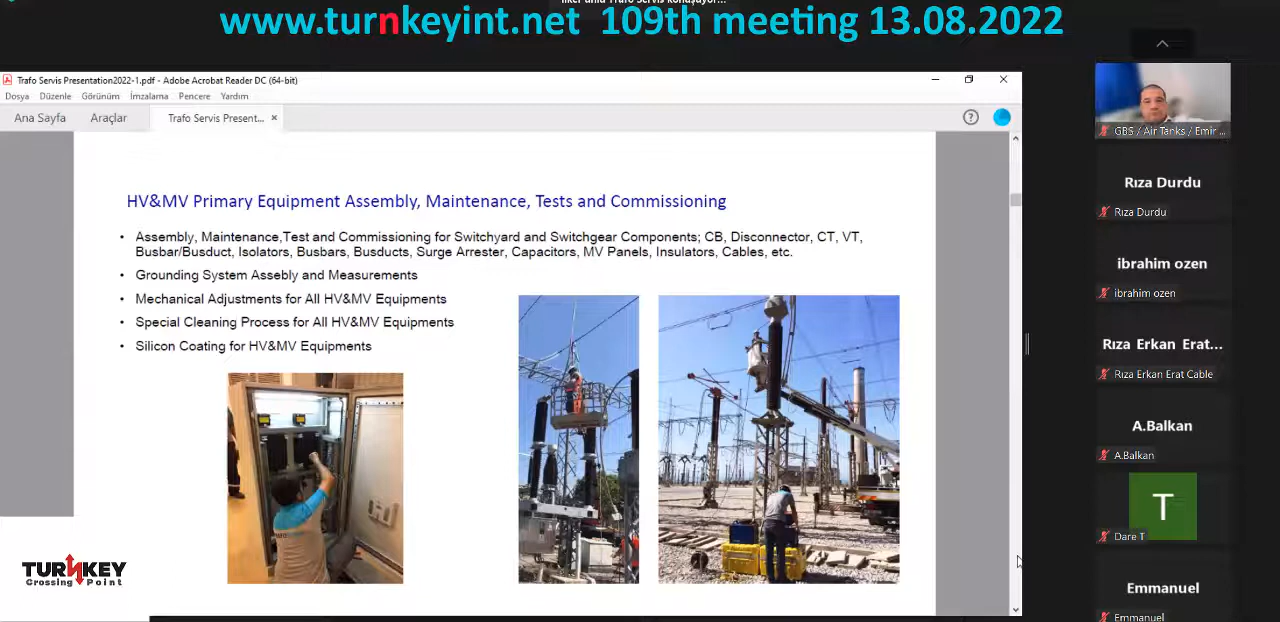 ilker ünlü Trafo Servis konuşuyor...
www.turnkeyint.net 109th meeting 13.08.2022
Trafo Servis Presentation2022-1.pdf - Adobe Acrobat Reader DC (64-bit)
Dosya Düzenle Görünüm İmzalama Pencere Yardım
Ana Sayfa Araçlar Trafo Servis Present... ×
HV&MV Primary Equipment Assembly, Maintenance, Tests and Commissioning
• Assembly, Maintenance,Test and Commissioning for Switchyard and Switchgear Components; CB, Disconnector, CT, VT,
Busbar/Busduct, Isolators, Busbars, Busducts, Surge Arrester, Capacitors, MV Panels, Insulators, Cables, etc.
• Grounding System Assebly and Measurements
• Mechanical Adjustments for All HV&MV Equipments
• Special Cleaning Process for All HV&MV Equipments
• Silicon Coating for HV&MV Equipments
TURNKEY
Crossing Point
GBS / Air Tanks / Emir ...
Rıza Durdu
Rıza Durdu
ibrahim ozen
ibrahim ozen
Rıza Erkan Erat...
Rıza Erkan Erat Cable
A.Balkan
A.Balkan
T
Dare T
Emmanuel
Emmanuel